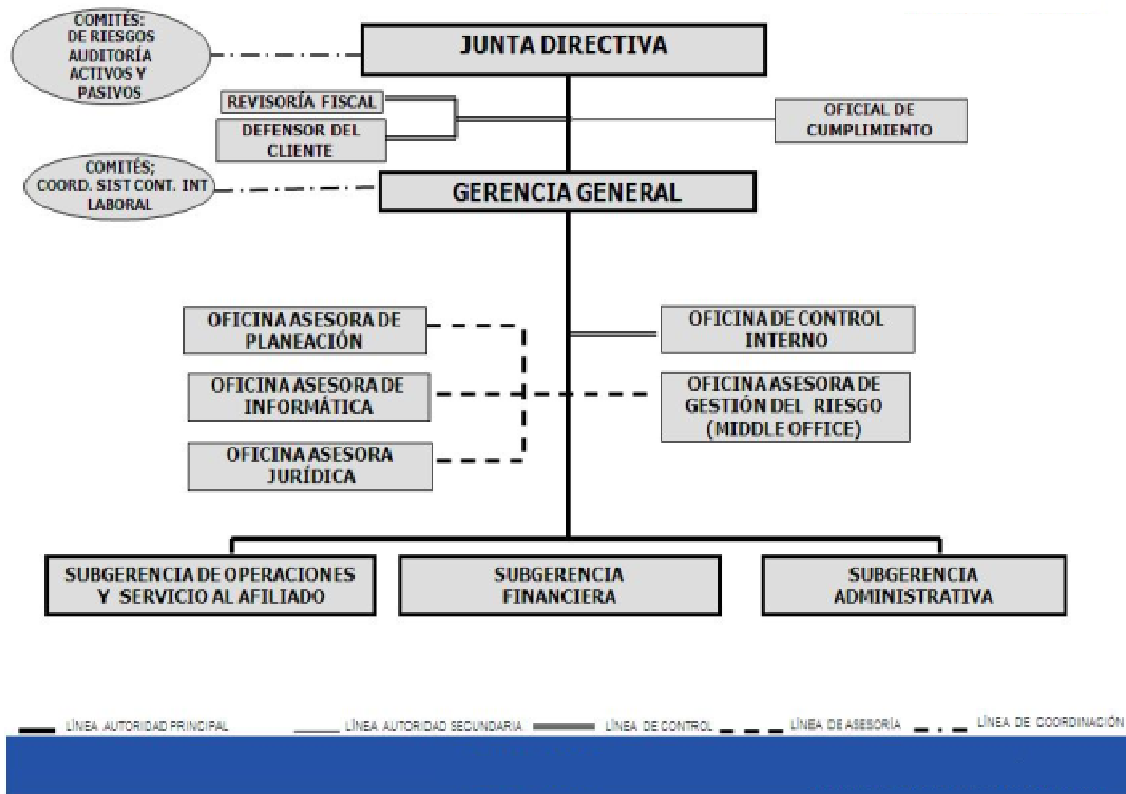 COMITÉS:
DE RIESGOS
AUDITORÍA
ACTIVOS Y
PASIVOS
JUNTA DIRECTIVA
REVISORÍA FISCAL
DEFENSOR DEL
CLIENTE
OFICIAL DE
CUMPLIMIENTO
COMITÉS;
COORD. SIST CONT. INT
LABORAL
GERENCIA GENERAL
OFICINA ASESORA DE
PLANEACIÓN
OFICINA DE CONTROL
INTERNO
OFICINA ASESORA DE
INFORMÁTICA
OFICINA ASESORA DE
GESTIÓN DEL RIESGO
(MIDDLE OFFICE)
OFICINA ASESORA
JURÍDICA
SUBGERENCIA DE OPERACIONES
Y SERVICIO AL AFILIADO
SUBGERENCIA
FINANCIERA
SUBGERENCIA
ADMINISTRATIVA
LÍNEA AUTORIDAD PRINCIPAL
LÍNEA AUTORIDAD SECUNDARIA
LÍNEA DE CONTROL
LÍNEA DE ASESORÍA
LÍNEA DE COORDINACIÓN